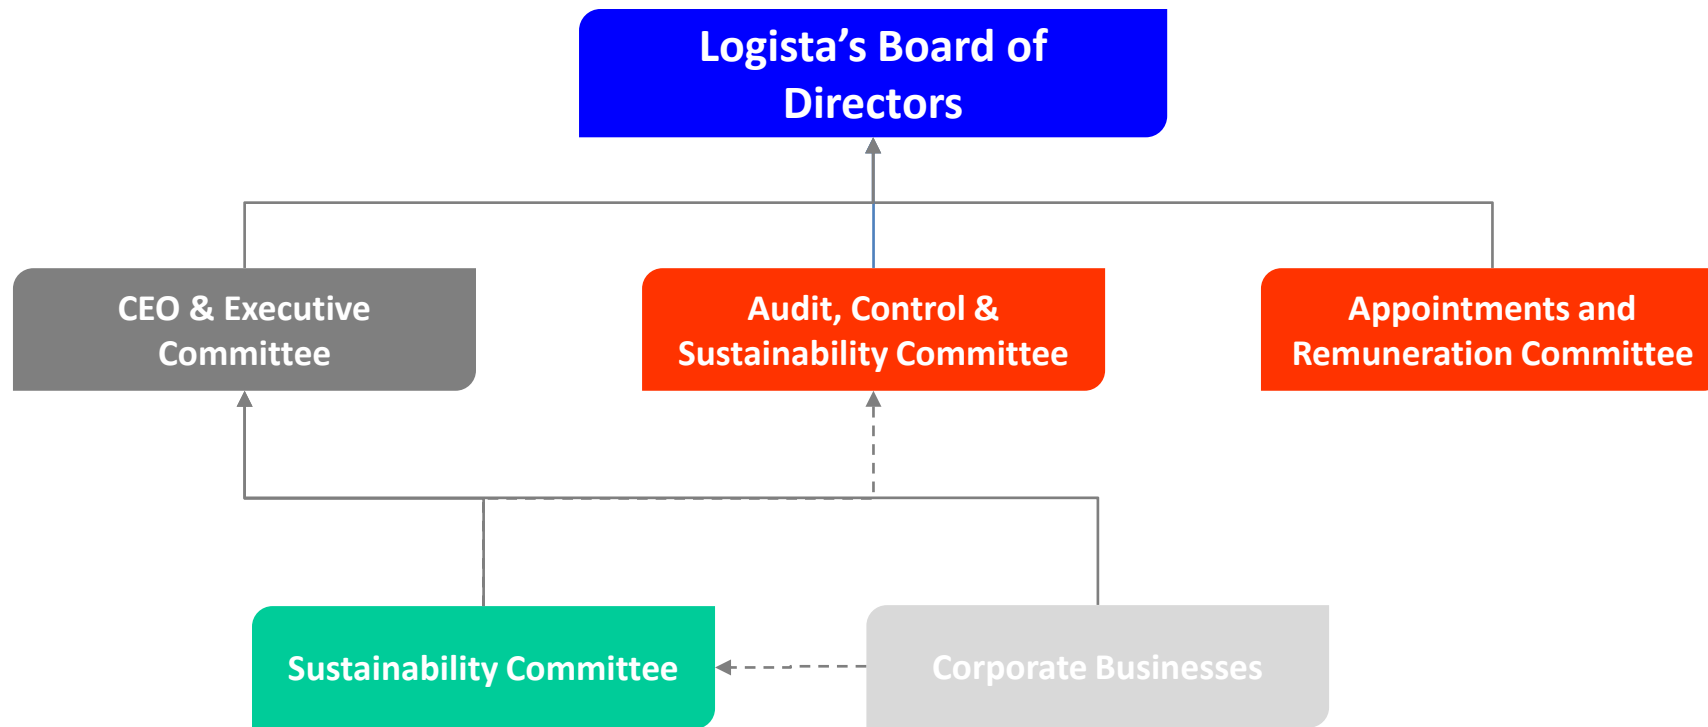 Logista’s Board of
Directors
CEO & Executive
Committee
Audit, Control &
Sustainability Committee
Appointments and
Remuneration Committee
Sustainability Committee
Corporate Businesses